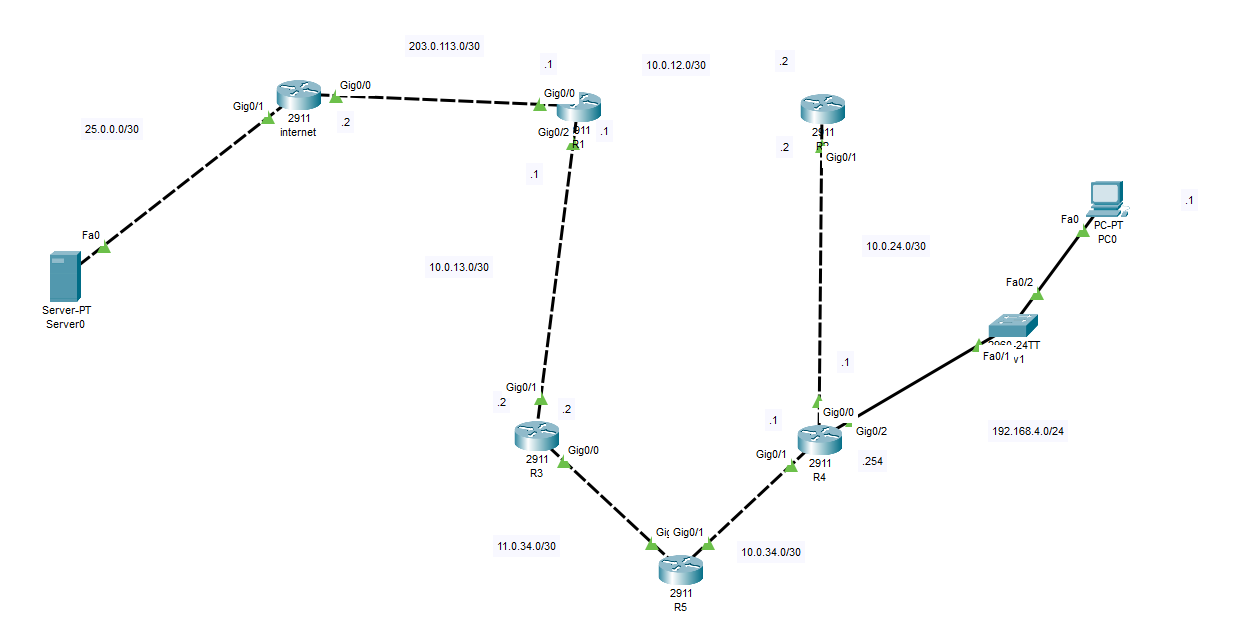 203.0.113.0/30
.1
10.0.12.0/30
.2
Gig0/0
Gig0/0
Gig0/1
2911
internet
.2
Gig0/2
911
R1
.1
2911
25.0.0.0/30
.2
Gig0/1
.1
Fa0
.1
PC-PT
PC0
Fa0
10.0.24.0/30
10.0.13.0/30
Fa0/2
Server-PT
Server0
-24TT
Fa0/1
v1
.1
Gig0/1
.2
.2
.1
Gig0/0
Gig0/2
192.168.4.0/24
2911
R3
Gig0/0
Gig0/1
2911
R4
.254
11.0.34.0/30
Gig0/1
10.0.34.0/30
2911
R5